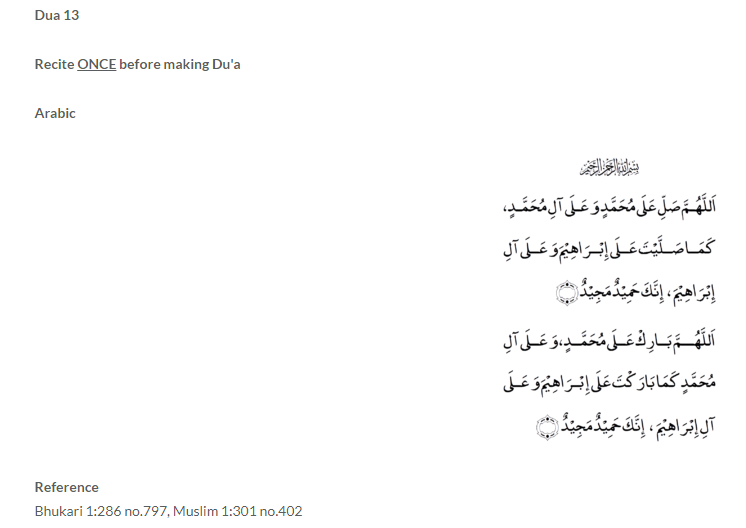 Dua 13
Recite ONCE before making Du'a
Arabic
بِسْمِ اللهِ الرَّحْمٰنِ الرَّحِيْمِ
اَللَّهُمَّ صَلِّ عَلَى مُحَمَّدٍ وَعَلَى آلِ مُحَمَّدٍ،
كَمَا صَلَّيْتَ عَلَى إِبْرَاهِيْمَ وَعَلَى آلِ
إِبْرَاهِيْمَ، إِنَّكَ حَمِيْدٌ مَجِيْدٌ
اَللَّهُمَّ بَارِكْ عَلَى مُحَمَّدٍ، وَعَلَى آلِ
مُحَمَّدٍ كَمَا بَارَكْتَ عَلَى إِبْرَاهِيْمَ وَعَلَى
آلِ إِبْرَاهِيْمَ، إِنَّكَ حَمِيْدٌ مَجِيْدٌ
Reference
Bhukari 1:286 no.797, Muslim 1:301 no.402